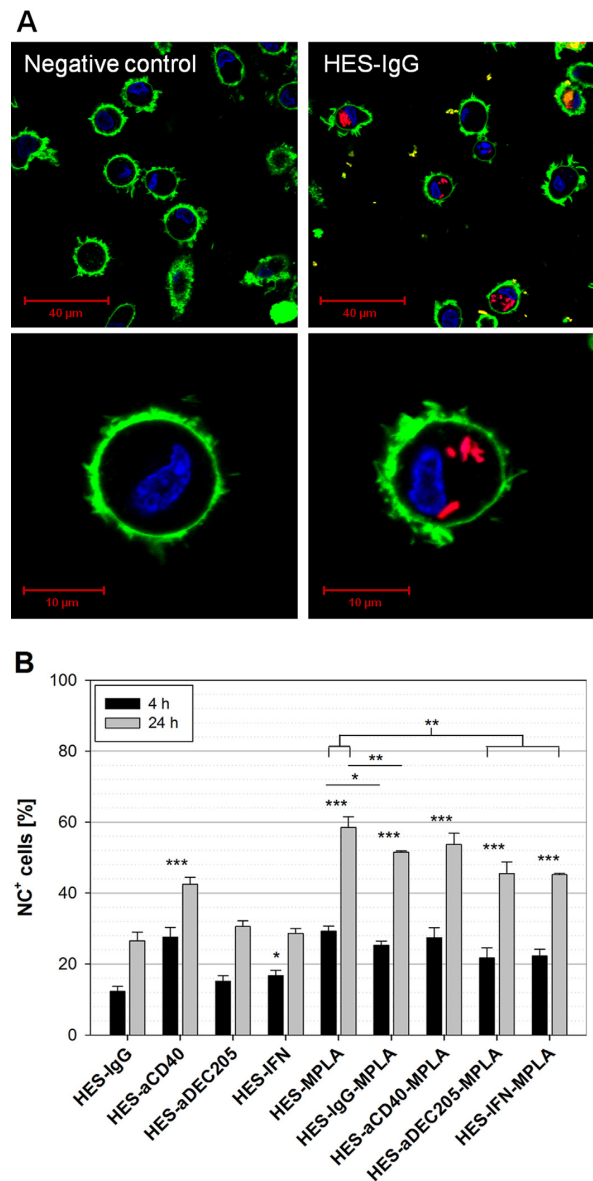 A
Negative control
HES-IgG
40 µm
40 µm
10 µm
10 µm
B
NC⁺ cells [%]
100
80
60
40
20
0
4 h
24 h
**
**
*
***
***
***
***
***
***
*
HES-IgG
HES-aCD40
HES-aDEC205
HES-IFN
HES-MPLA
HES-IgG-MPLA
HES-aCD40-MPLA
HES-aDEC205-MPLA
HES-IFN-MPLA